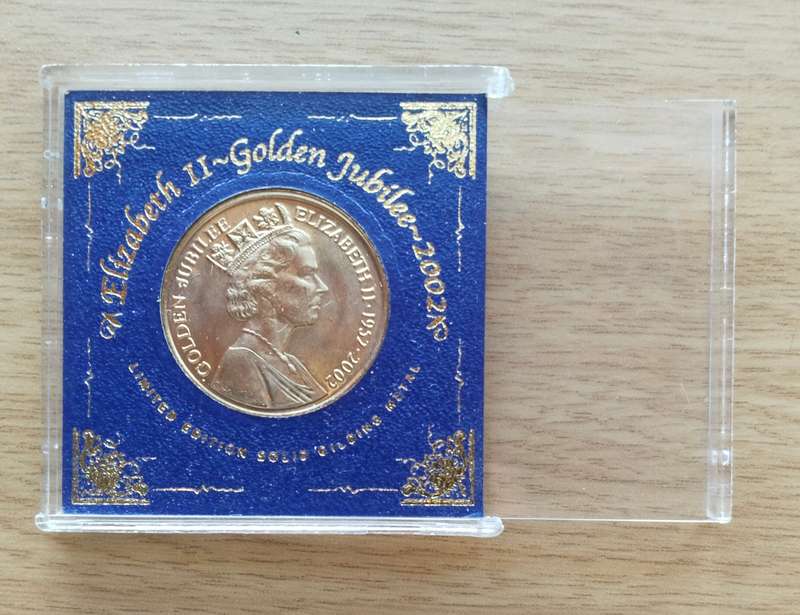 Elizabeth II~Golden Jubilee~2002
GOLDEN JUBILEE ELIZABETH II · 1952 · 2002
LIMITED EDITION SOLID GILDING METAL